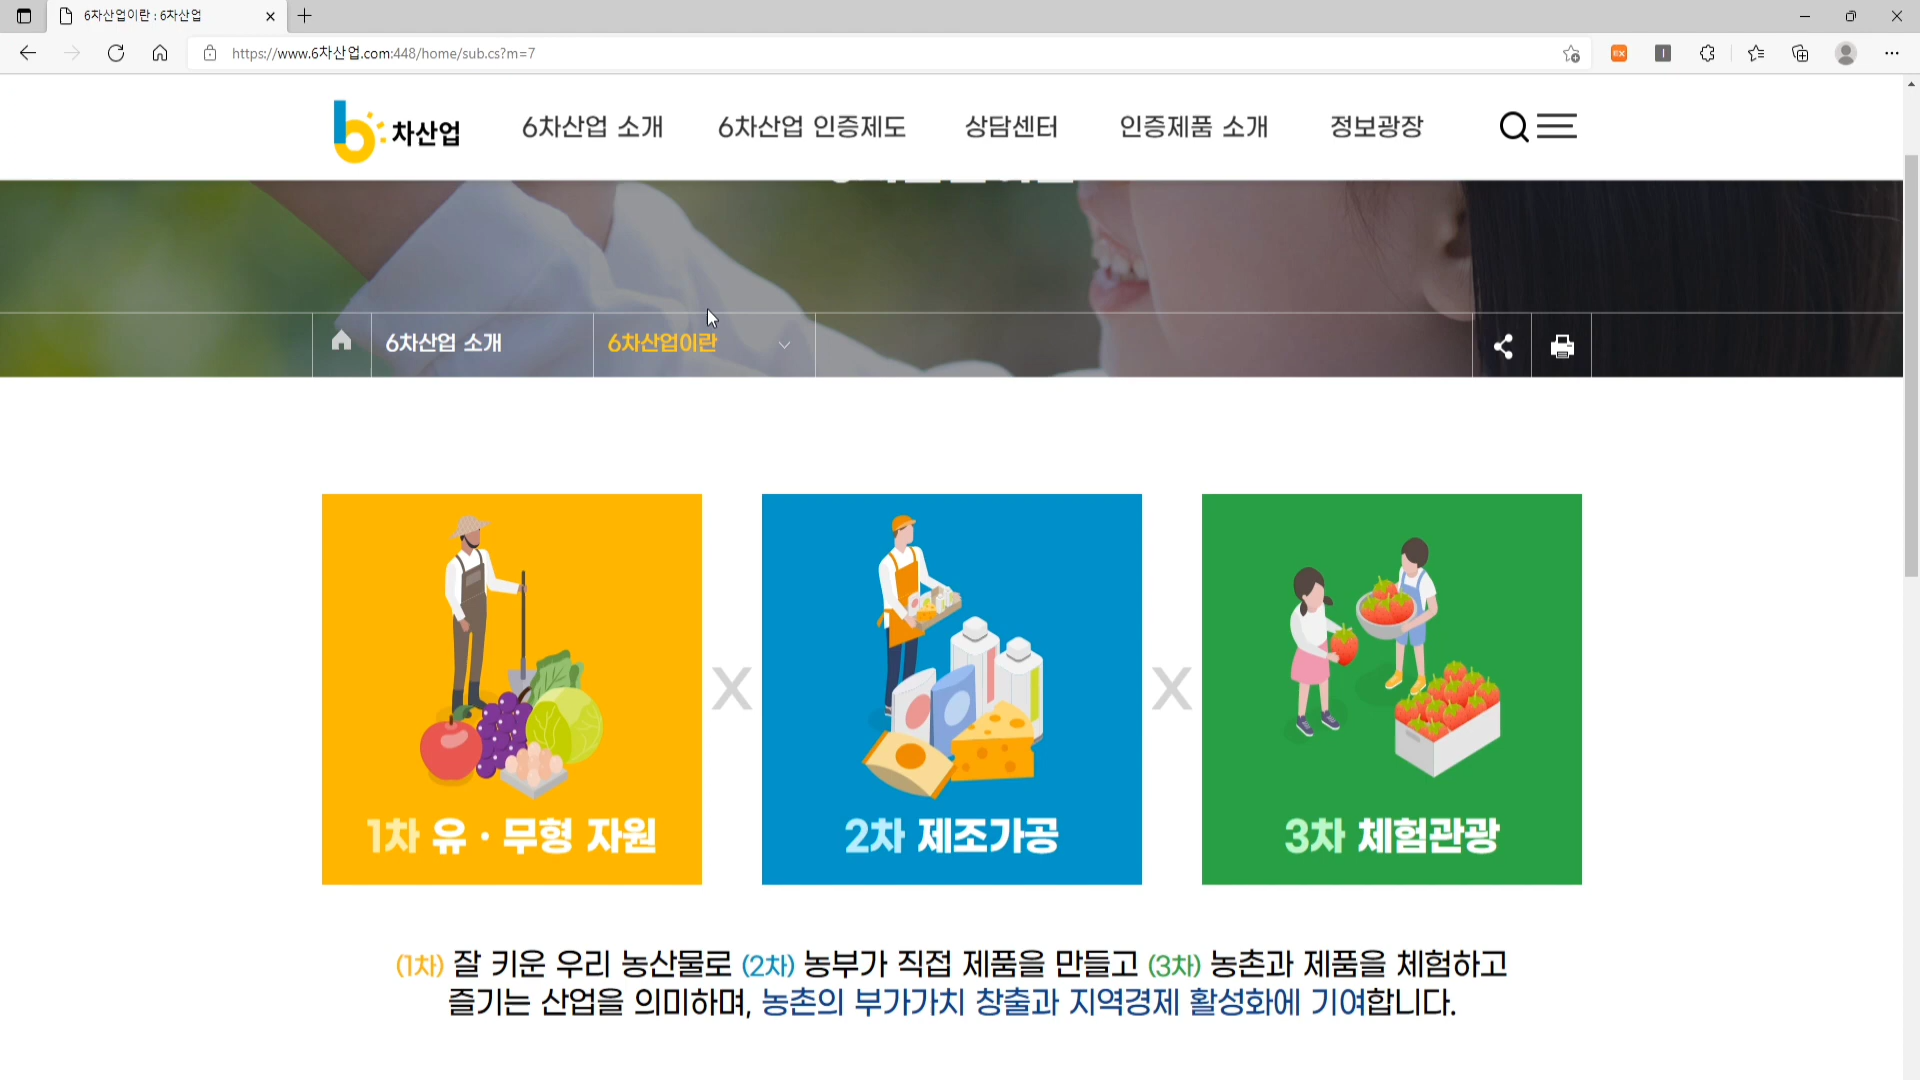 6차산업이란 : 6차산업
https://www.6차산업.com:448/home/sub.cs?m=7
차산업
6차산업 소개
6차산업 인증제도
상담센터
인증제품 소개
정보광장
6차산업 소개
6차산업이란
X
X
1차 유 · 무형 자원
2차 제조가공
3차 체험관광
(1차) 잘 키운 우리 농산물로 (2차) 농부가 직접 제품을 만들고 (3차) 농촌과 제품을 체험하고
즐기는 산업을 의미하며, 농촌의 부가가치 창출과 지역경제 활성화에 기여합니다.